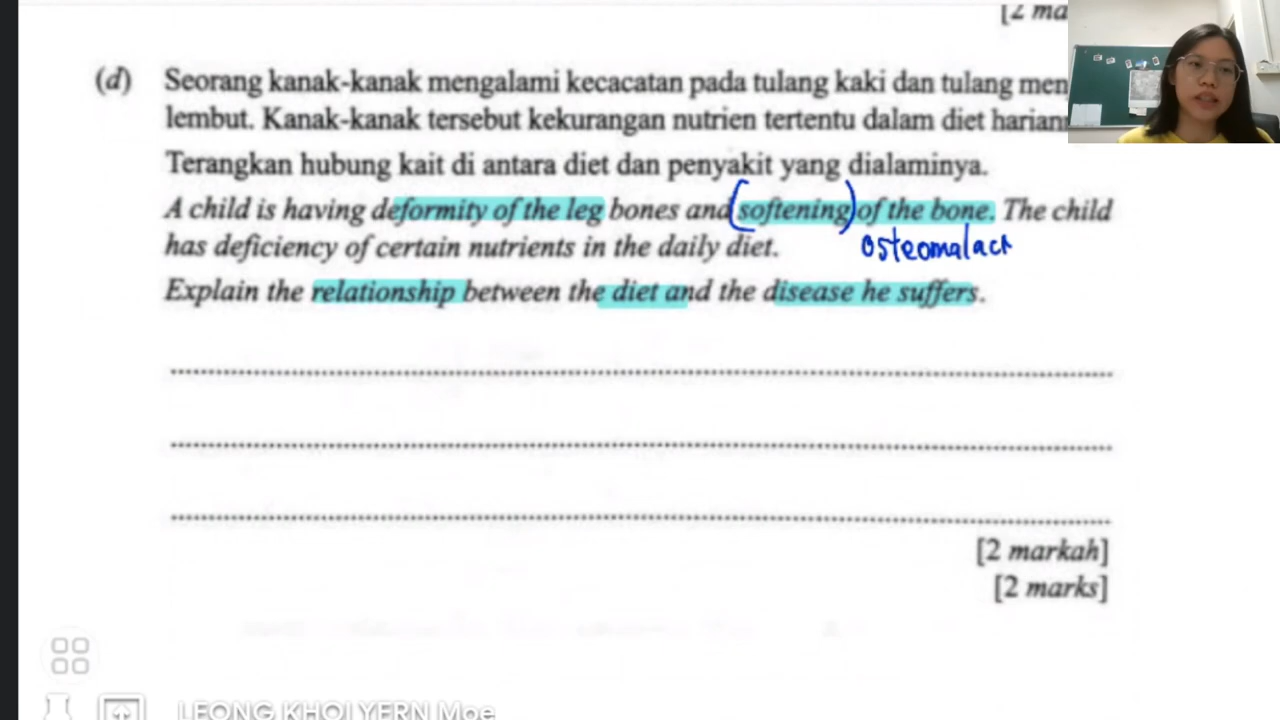 [2 ma
(d) Seorang kanak-kanak mengalami kecacatan pada tulang kaki dan tulang men
lembut. Kanak-kanak tersebut kekurangan nutrien tertentu dalam diet harian
Terangkan hubung kait di antara diet dan penyakit yang dialaminya.
A child is having deformity of the leg bones and (softening) of the bone. The child
has deficiency of certain nutrients in the daily diet.
osteomalac
Explain the relationship between the diet and the disease he suffers.
[2 markah]
[2 marks]
LEONG KHOI YERN Moe